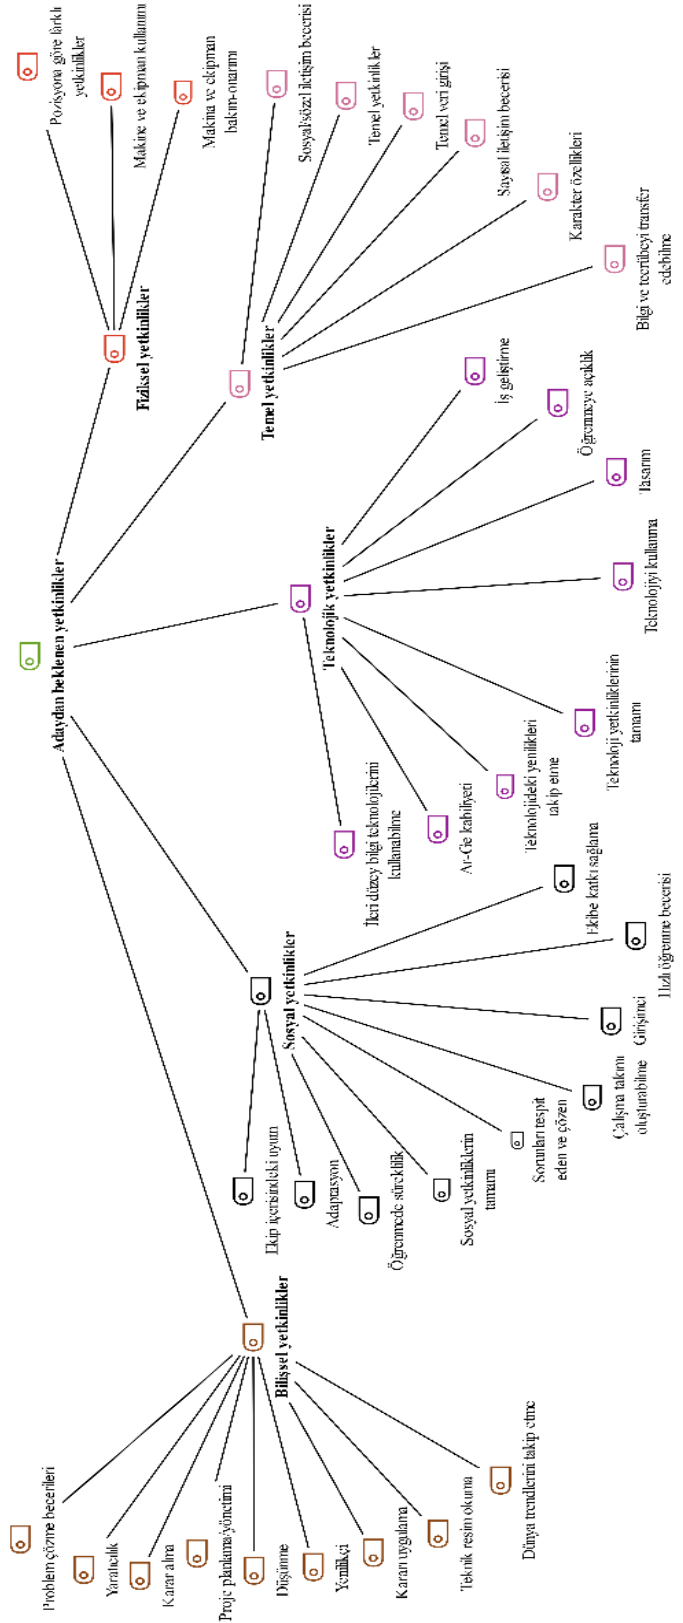 Adaydan beklenen yetkinlikler
Bilişsel yetkinlikler
Problem çözme becerileri
Yaratıcılık
Karar alma
Proje planlama/yönetimi
Düşünme
Yenilikçi
Kararı uygulama
Teknik resim okuma
Dünya trendlerini takip etme
Sosyal yetkinlikler
Ekip içerisindeki uyum
Adaptasyon
Öğrenmede süreklilik
Sosyal yetkinliklerin
tamamı
Sorunları tespit
eden ve çözen
Çalışma takımı
oluşturabilme
Girişimci
Hızlı öğrenme becerisi
Ekibe katkı sağlama
Teknolojik yetkinlikler
İleri düzey bilgi teknolojilerini
kullanabilme
Ar-Ge kabiliyeti
Teknolojideki yenilikleri
takip etme
Teknoloji yetkinliklerinin
tamamı
Teknolojiyi kullanma
Tasarım
Öğrenmeye açıklık
İş geliştirme
Temel yetkinlikler
Bilgi ve tecrübeyi transfer
edebilme
Karakter özellikleri
Sayısal iletişim becerisi
Temel veri girişi
Temel yetkinlikler
Sosyal/sözel iletişim becerisi
Fiziksel yetkinlikler
Makina ve ekipman
bakım-onarımı
Makine ve ekipman kullanımı
Pozisyona göre farklı
yetkinlikler